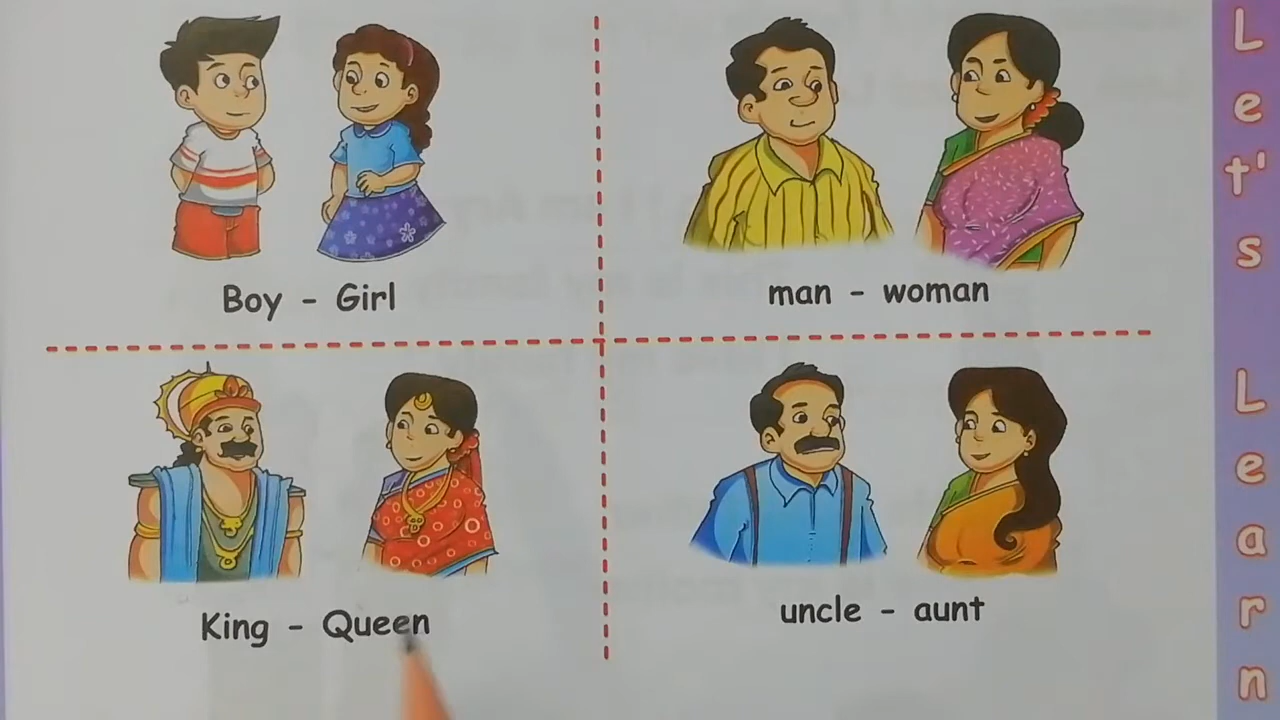 Boy - Girl
man - woman
King - Queen
uncle - aunt
Let's Learn